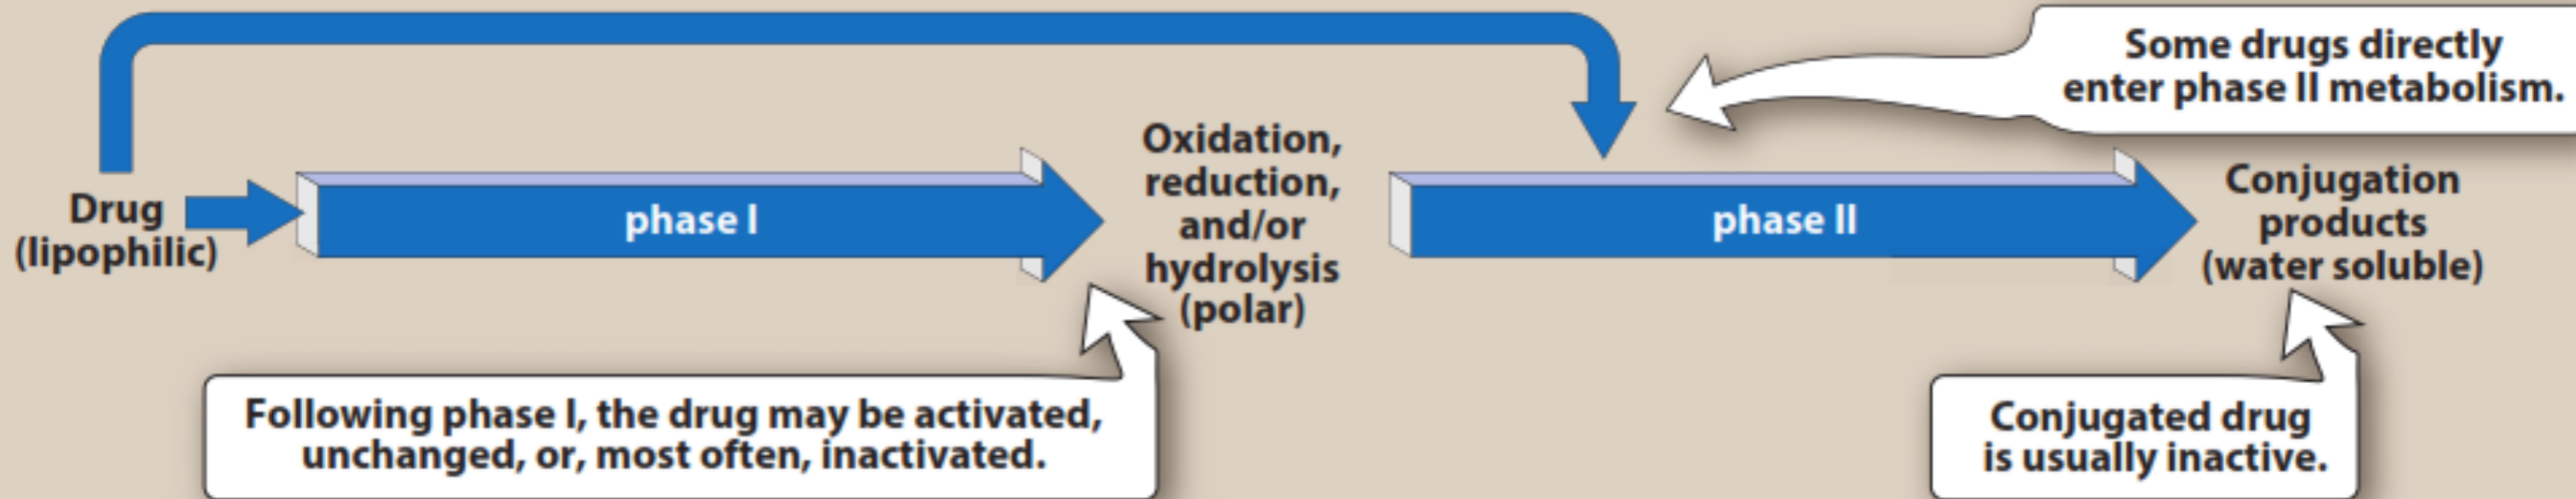 Some drugs directly
enter phase II metabolism.
Drug
(lipophilic)
phase I
Oxidation,
reduction,
and/or
hydrolysis
(polar)
phase II
Conjugation
products
(water soluble)
Following phase I, the drug may be activated,
unchanged, or, most often, inactivated.
Conjugated drug
is usually inactive.